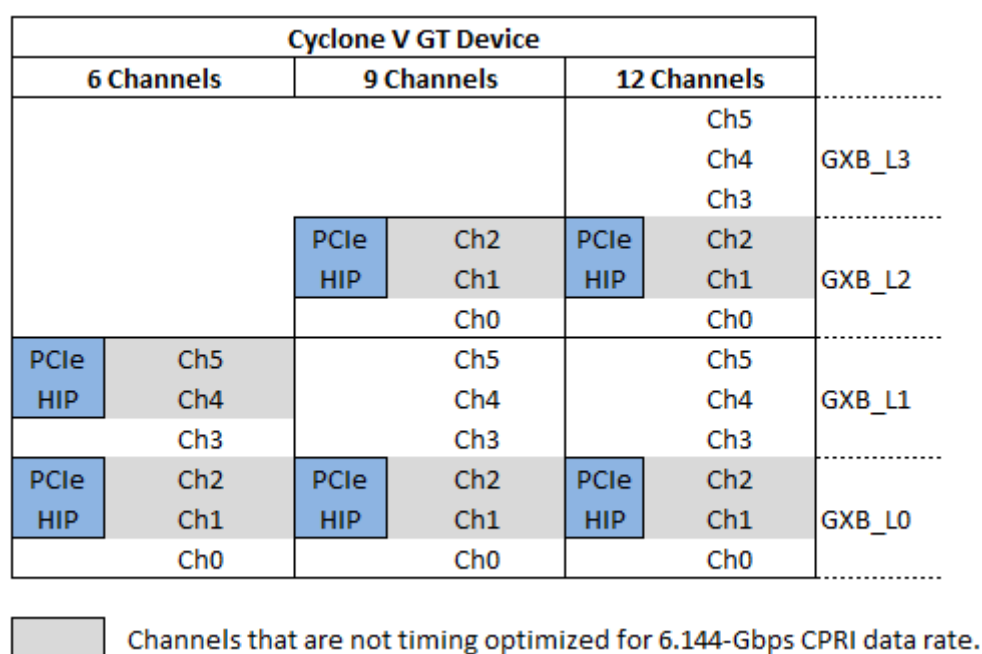 Cyclone V GT Device
6 Channels 9 Channels 12 Channels
Ch5
Ch4 GXB_L3
Ch3
PCIe Ch2 PCIe Ch2
HIP Ch1 HIP Ch1 GXB_L2
Ch0 Ch0
PCIe Ch5 Ch5 Ch5
HIP Ch4 Ch4 Ch4 GXB_L1
Ch3 Ch3 Ch3
PCIe Ch2 PCIe Ch2 PCIe Ch2
HIP Ch1 HIP Ch1 HIP Ch1 GXB_L0
Ch0 Ch0 Ch0
Channels that are not timing optimized for 6.144-Gbps CPRI data rate.